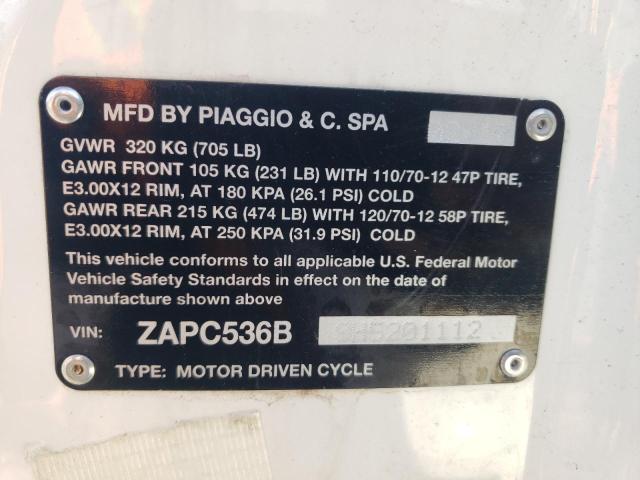 MFD BY PIAGGIO & C. SPA
GVWR 320 KG (705 LB)
GAWR FRONT 105 KG (231 LB) WITH 110/70-12 47P TIRE,
E3.00X12 RIM, AT 180 KPA (26.1 PSI) COLD
GAWR REAR 215 KG (474 LB) WITH 120/70-12 58P TIRE,
E3.00X12 RIM, AT 250 KPA (31.9 PSI) COLD
This vehicle conforms to all applicable U.S. Federal Motor
Vehicle Safety Standards in effect on the date of
manufacture shown above
VIN: ZAPC536B
TYPE: MOTOR DRIVEN CYCLE